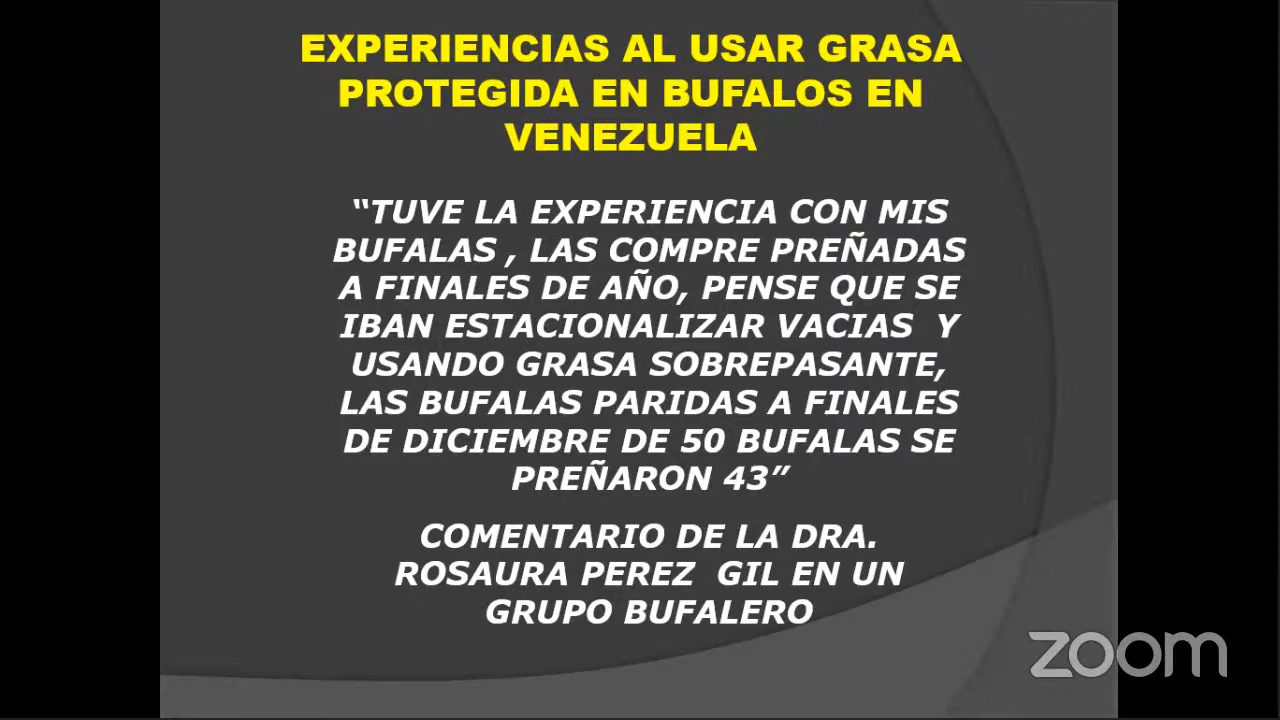 EXPERIENCIAS AL USAR GRASA
PROTEGIDA EN BUFALOS EN
VENEZUELA
“TUVE LA EXPERIENCIA CON MIS
BUFALAS , LAS COMPRE PREÑADAS
A FINALES DE AÑO, PENSE QUE SE
IBAN ESTACIONALIZAR VACIAS Y
USANDO GRASA SOBREPASANTE,
LAS BUFALAS PARIDAS A FINALES
DE DICIEMBRE DE 50 BUFALAS SE
PREÑARON 43”
COMENTARIO DE LA DRA.
ROSAURA PEREZ GIL EN UN
GRUPO BUFALERO
zoom